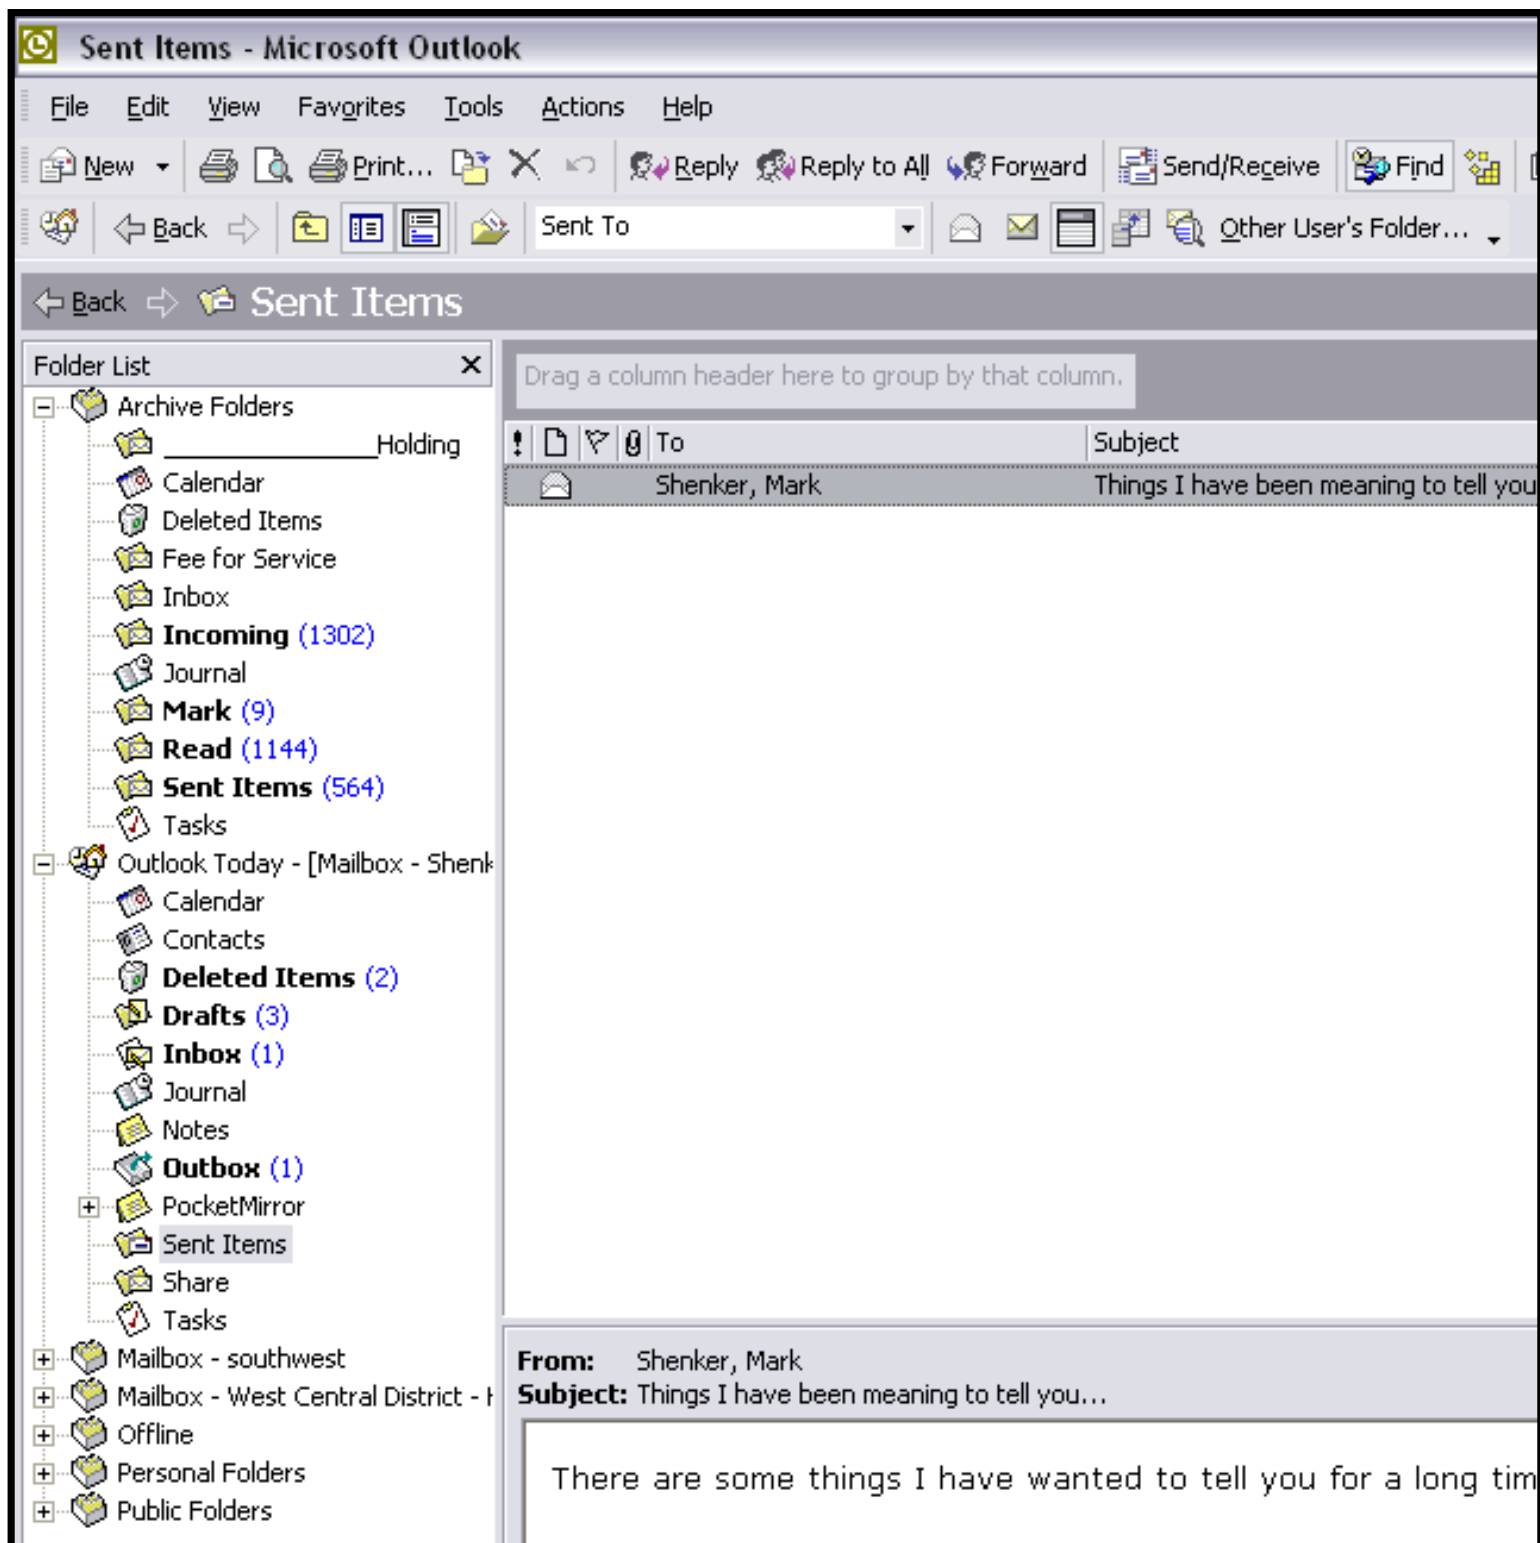 Sent Items - Microsoft Outlook
File Edit View Favorites Tools Actions Help
New Print... Reply Reply to All Forward Send/Receive Find
Back Sent To Other User's Folder...
Back Sent Items
Folder List
Drag a column header here to group by that column.
Archive Folders
_______________Holding
! To Subject
Calendar
Shenker, Mark Things I have been meaning to tell you
Deleted Items
Fee for Service
Inbox
Incoming (1302)
Journal
Mark (9)
Read (1144)
Sent Items (564)
Tasks
Outlook Today - [Mailbox - Shenk
Calendar
Contacts
Deleted Items (2)
Drafts (3)
Inbox (1)
Journal
Notes
Outbox (1)
PocketMirror
Sent Items
Share
Tasks
Mailbox - southwest
Mailbox - West Central District -
Offline
Personal Folders
Public Folders
From: Shenker, Mark
Subject: Things I have been meaning to tell you...
There are some things I have wanted to tell you for a long tim